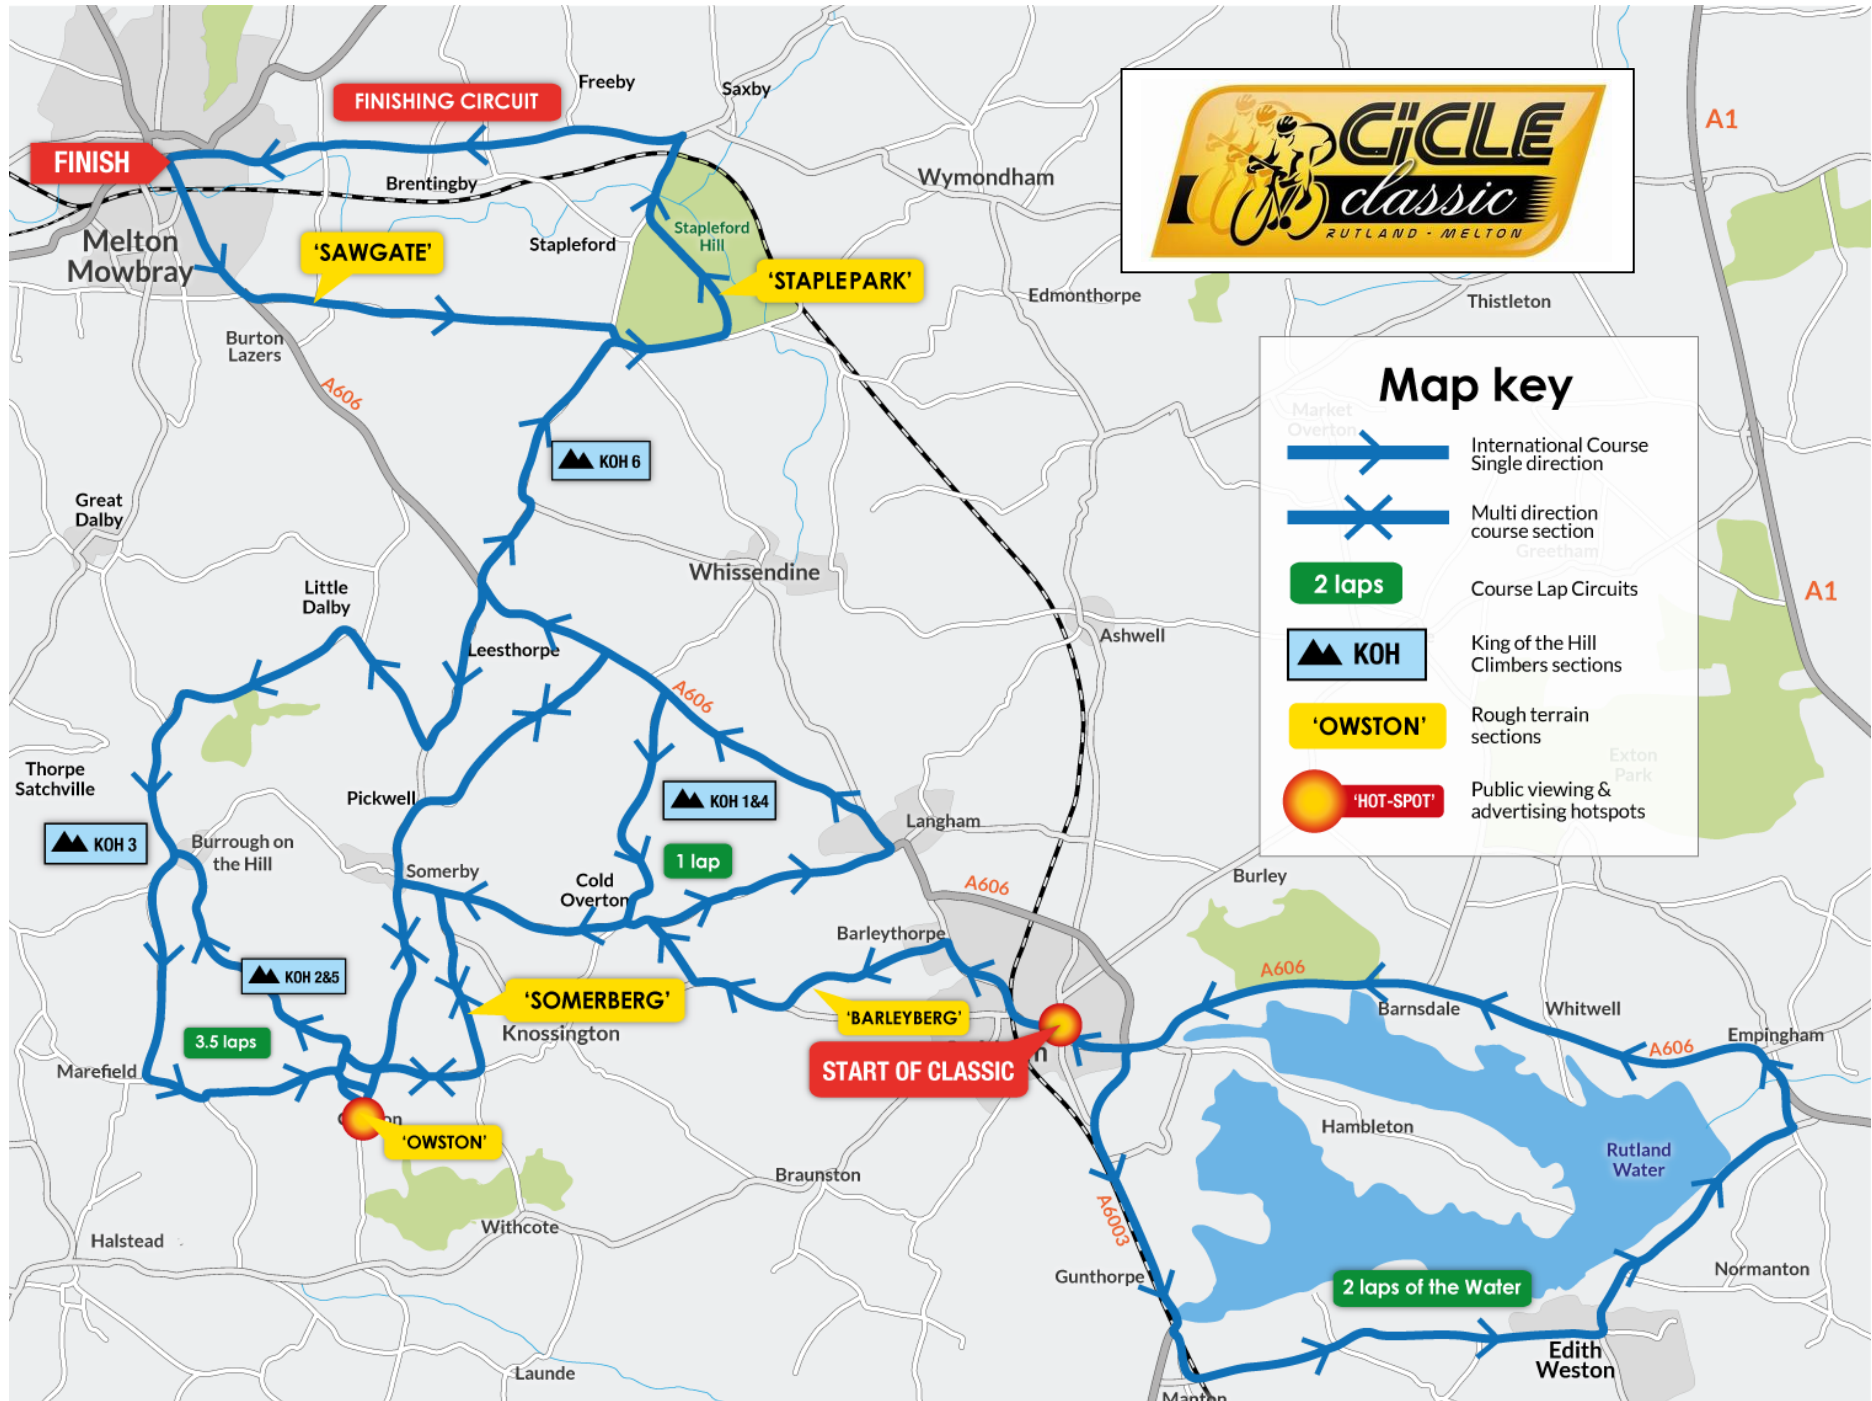 Freeby
Saxby
FINISHING CIRCUIT
FINISH
Brentingby
Wymondham
Melton
Mowbray
'SAWGATE'
Stapleford
Stapleford
Hill
'STAPLEPARK'
Edmonthorpe
CiCLE
classic
RUTLAND - MELTON
A1
Thistleton
Burton
Lazers
A606
KOH 6
Great
Dalby
Whissendine
Little
Dalby
Leesthorpe
Ashwell
A606
Map key
Market
Overton
International Course
Single direction
Multi direction
course section
Greetham
2 laps
Course Lap Circuits
KOH
King of the Hill
Climbers sections
'OWSTON'
Rough terrain
sections
Exton
Park
'HOT-SPOT'
Public viewing &
advertising hotspots
A1
Thorpe
Satchville
Pickwell
KOH 1&4
Langham
KOH 3
Burrough on
the Hill
Somerby
1 lap
Cold
Overton
A606
Burley
Barleythorpe
KOH 2&5
'SOMERBERG'
Knossington
'BARLEYBERG'
START OF CLASSIC
3.5 laps
Marefield
'OWSTON'
A606
Barnsdale
Whitwell
A606
Empingham
Hambleton
Rutland
Water
Braunston
A6003
Withcote
Halstead
Gunthorpe
2 laps of the Water
Normanton
Edith
Weston
Launde
Manton